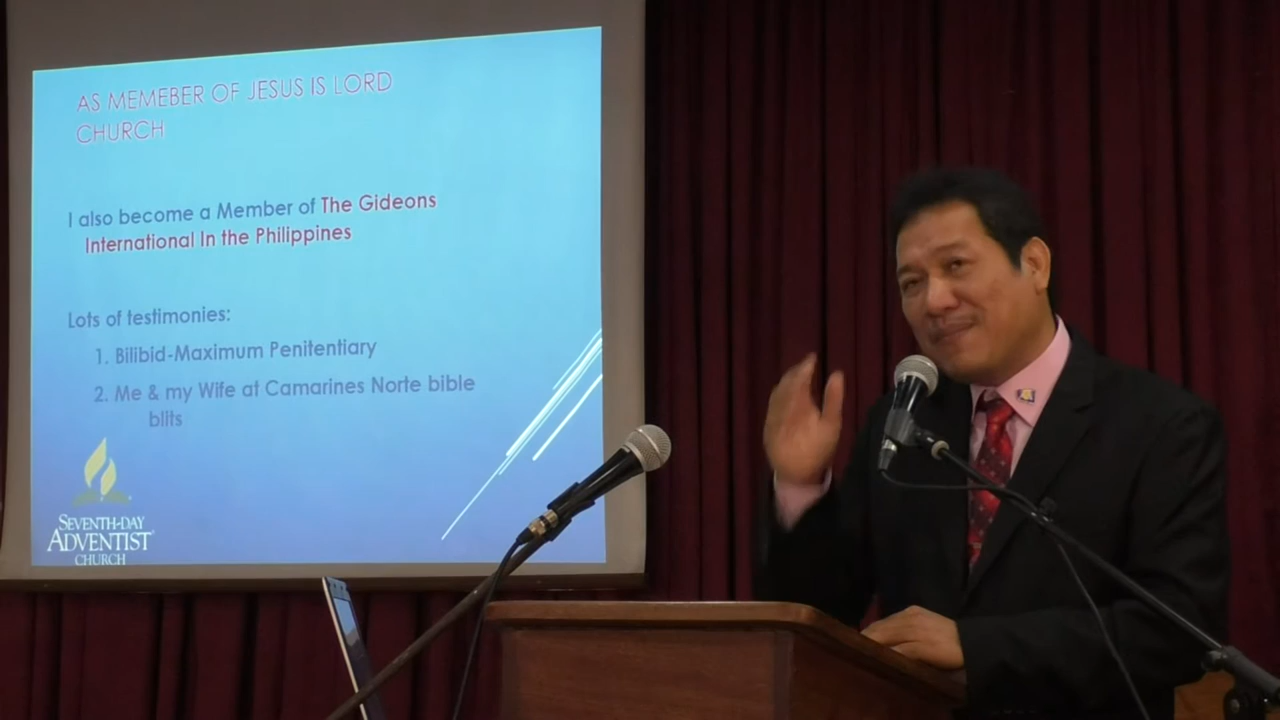 AS MEMEBER OF JESUS IS LORD
CHURCH
I also become a Member of The Gideons
International In the Philippines
Lots of testimonies:
1. Bilibid-Maximum Penitentiary
2. Me & my Wife at Camarines Norte bible
blits
SEVENTH-DAY
ADVENTIST
CHURCH